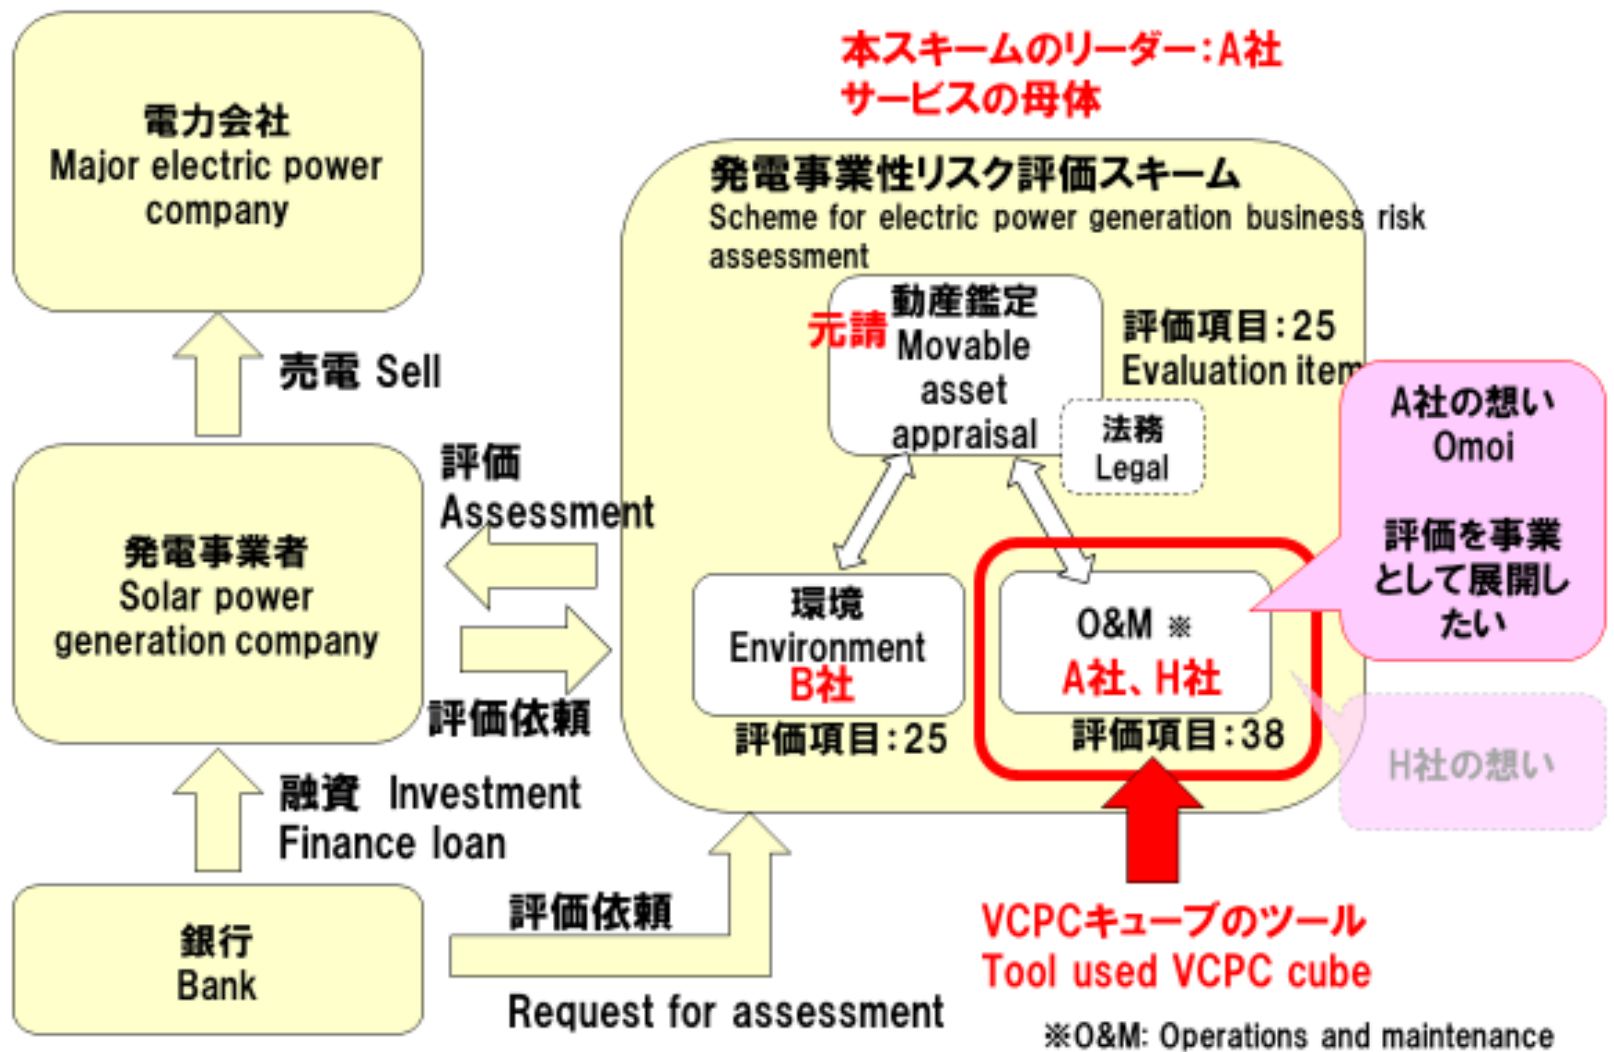 本スキームのリーダー：A社
サービスの母体
電力会社
Major electric power
company
発電事業性リスク評価スキーム
Scheme for electric power generation business risk
assessment
元請
動産鑑定
Movable
asset
appraisal
評価項目：25
Evaluation item
法務
Legal
A社の想い
Omoi
評価を事業
として展開し
たい
売電 Sell
評価
Assessment
発電事業者
Solar power
generation company
環境
Environment
B社
評価項目：25
O&M ※
A社、H社
評価項目：38
H社の想い
評価依頼
融資 Investment
Finance loan
銀行
Bank
評価依頼
Request for assessment
VCPCキューブのツール
Tool used VCPC cube
※O&M: Operations and maintenance